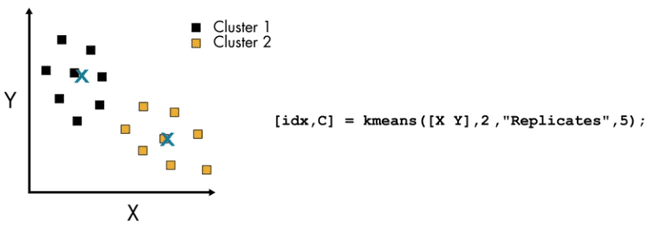 Cluster 1
Cluster 2
Y
X
X
[idx,C] = kmeans([X Y],2 ,"Replicates",5);
X